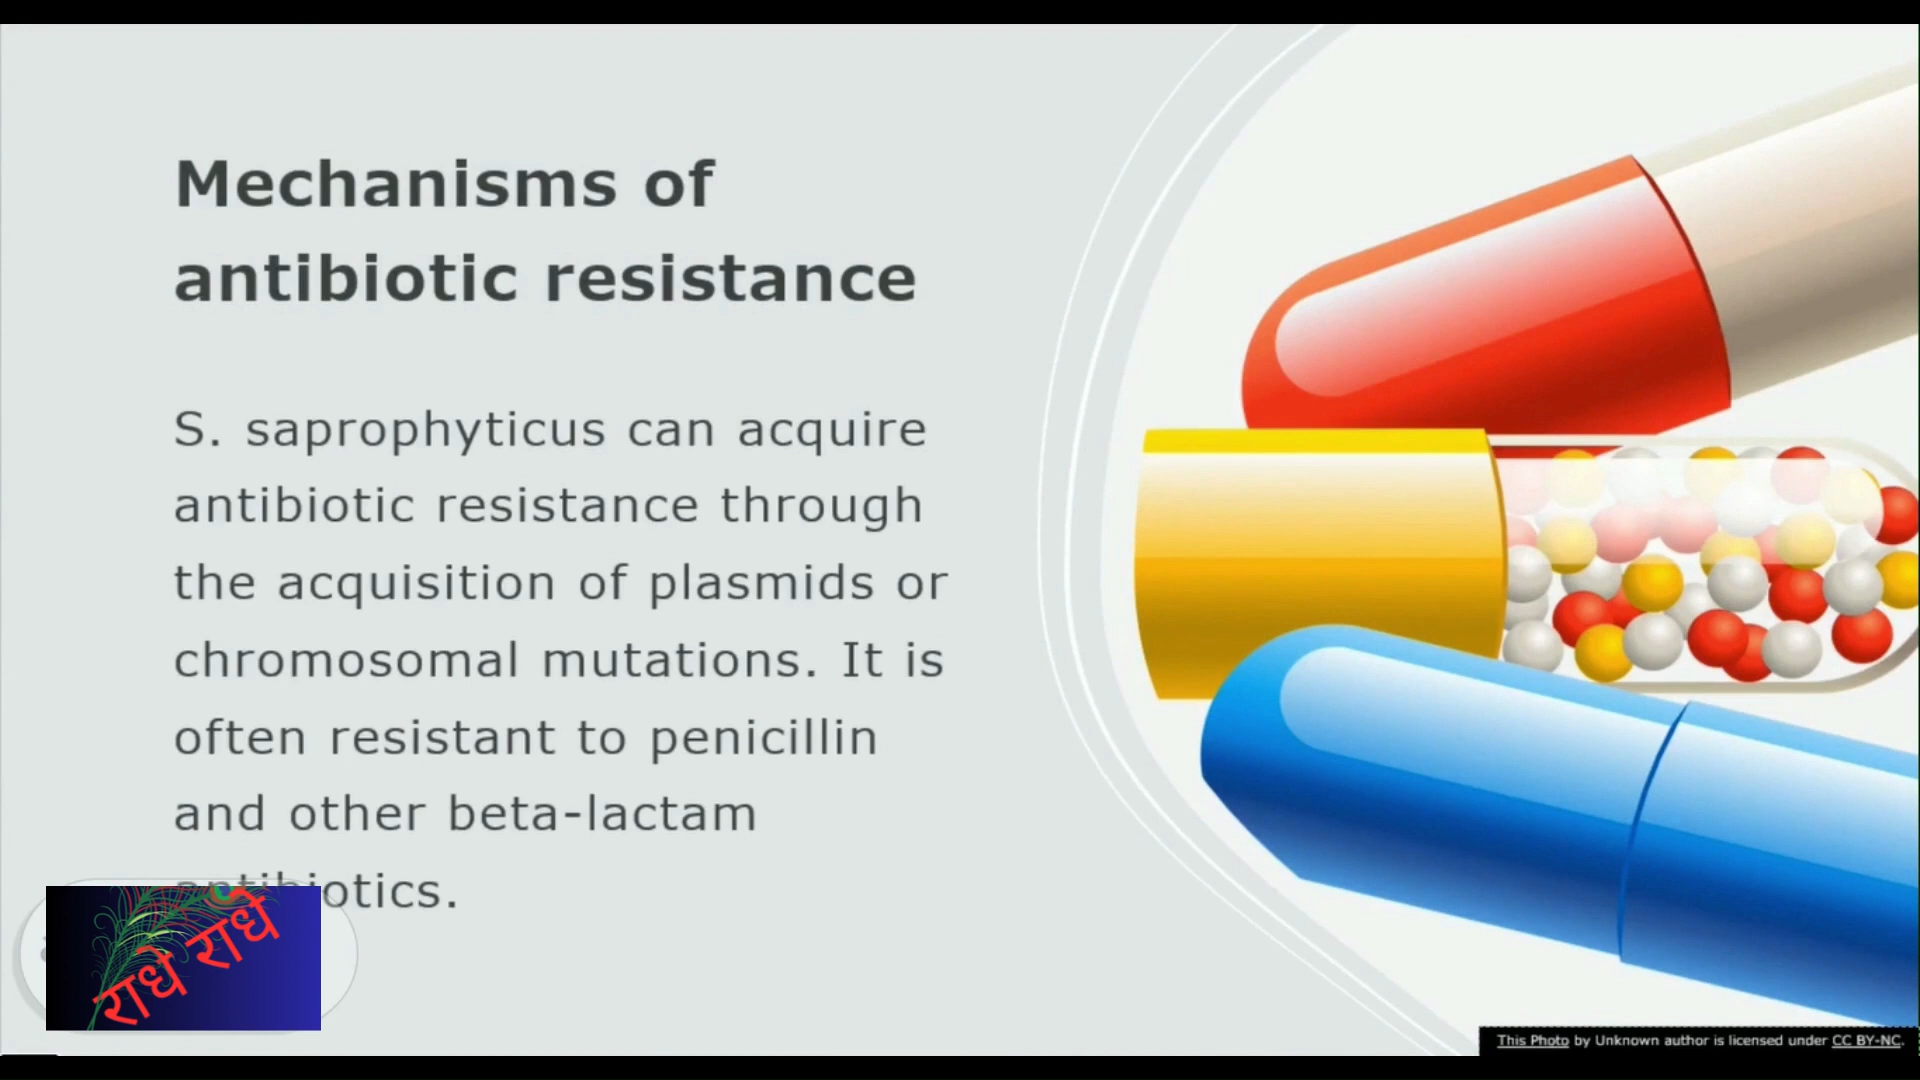 Mechanisms of
antibiotic resistance
S. saprophyticus can acquire
antibiotic resistance through
the acquisition of plasmids or
chromosomal mutations. It is
often resistant to penicillin
and other beta-lactam
antibiotics.
राधे राधे
This Photo by Unknown author is licensed under CC BY-NC.